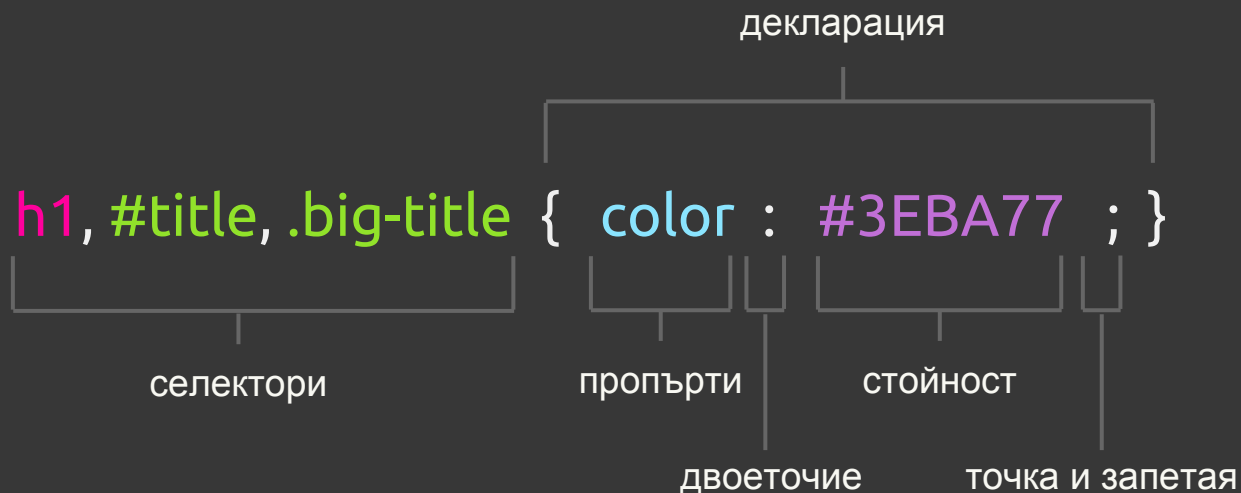 декларация
h1, #title, .big-title { color : #3EBA77 ; }
селектори пропърти стойност
двоеточие точка и запетая